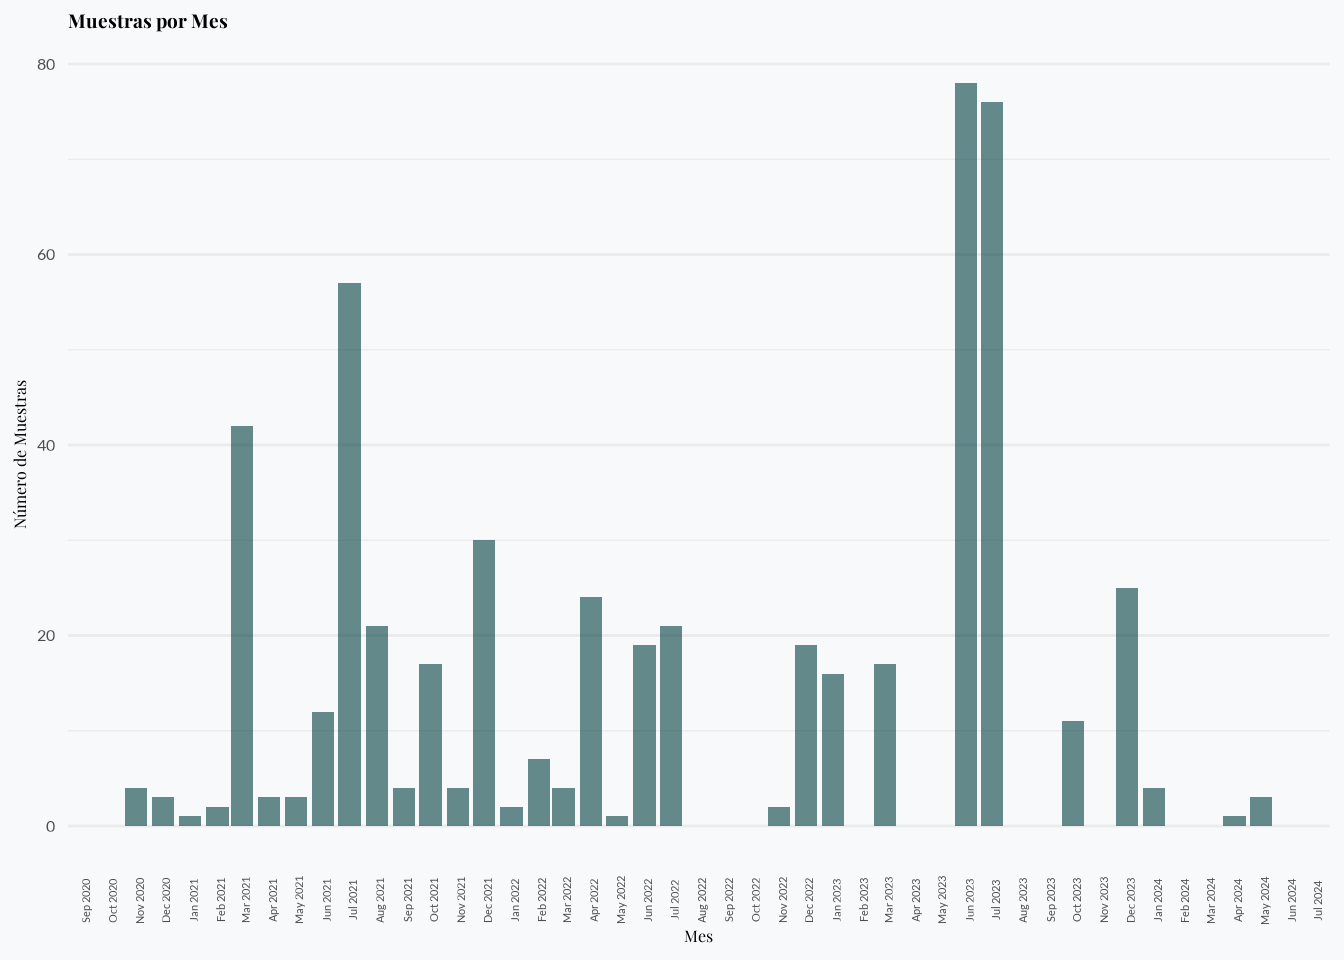 Muestras por Mes
80
60
40
20
0
Número de Muestras
Sep 2020
Oct 2020
Nov 2020
Dec 2020
Jan 2021
Feb 2021
Mar 2021
Apr 2021
May 2021
Jun 2021
Jul 2021
Aug 2021
Sep 2021
Oct 2021
Nov 2021
Dec 2021
Jan 2022
Feb 2022
Mar 2022
Apr 2022
May 2022
Jun 2022
Jul 2022
Aug 2022
Sep 2022
Oct 2022
Nov 2022
Dec 2022
Jan 2023
Feb 2023
Mar 2023
Apr 2023
May 2023
Jun 2023
Jul 2023
Aug 2023
Sep 2023
Oct 2023
Nov 2023
Dec 2023
Jan 2024
Feb 2024
Mar 2024
Apr 2024
May 2024
Jun 2024
Jul 2024
Mes